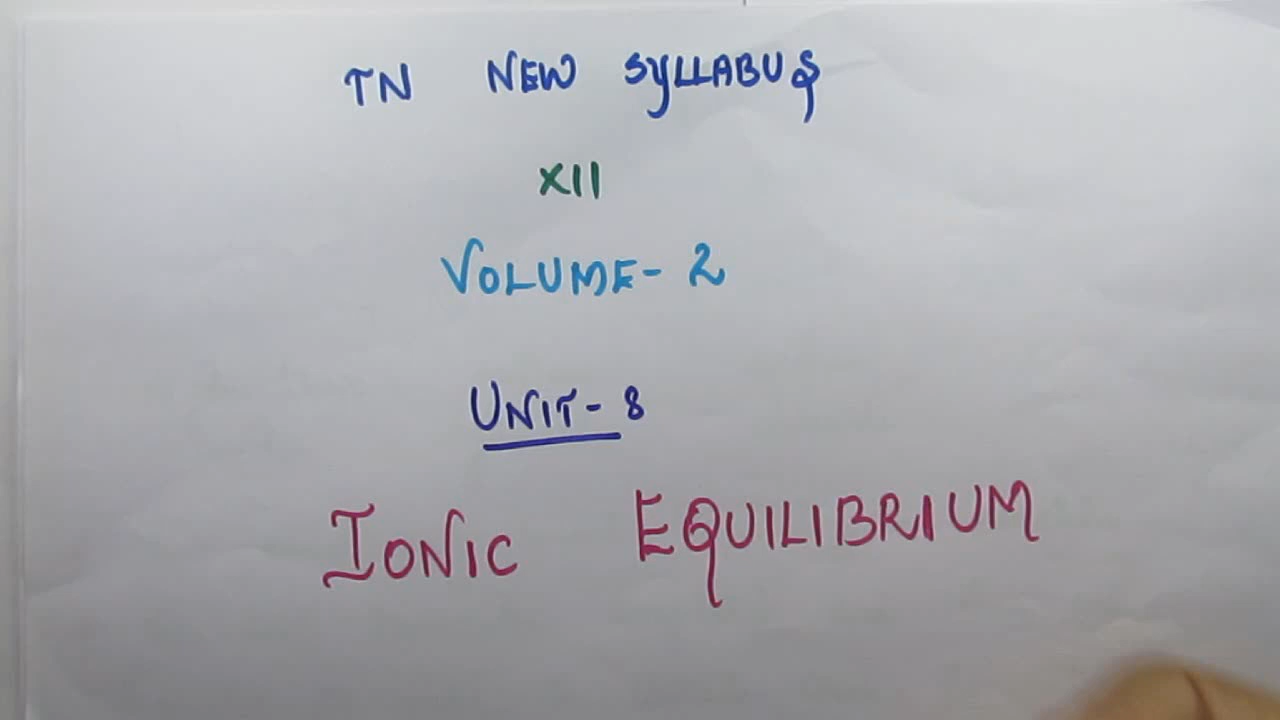 TN NEW SYLLABUS
XII
VOLUME-2
UNIT-8
IONIC EQUILIBRIUM